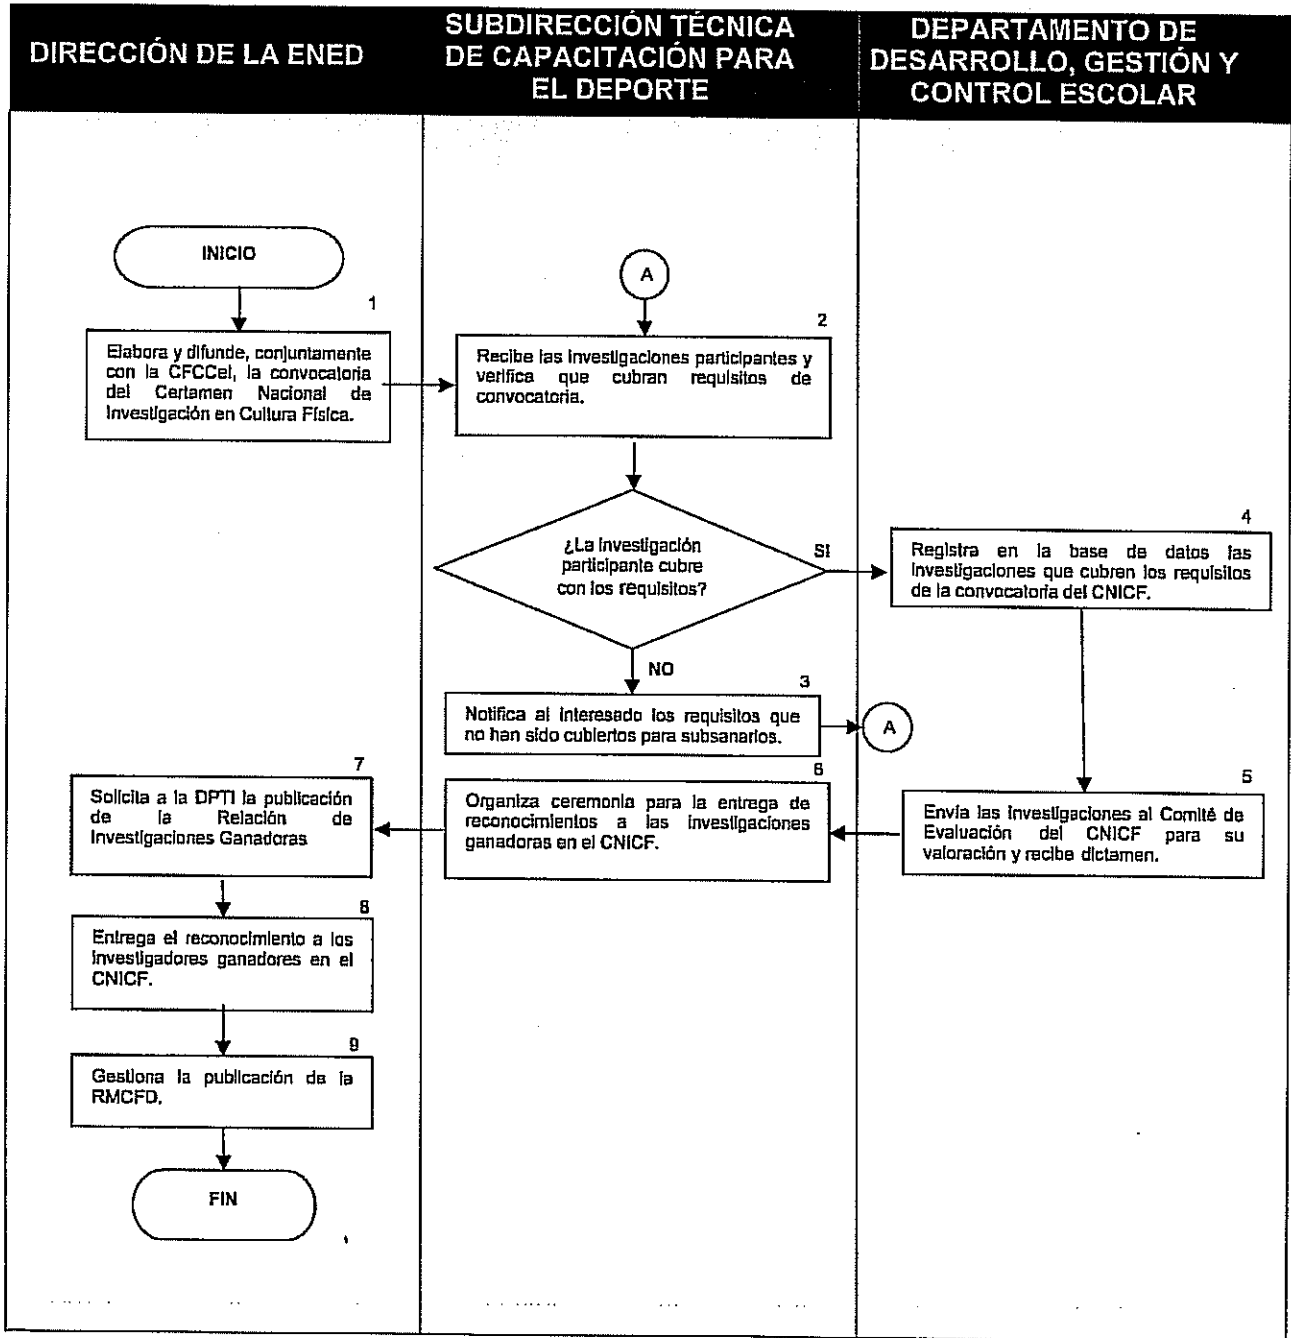 DIRECCIÓN DE LA ENED
SUBDIRECCIÓN TÉCNICA
DE CAPACITACIÓN PARA
EL DEPORTE
DEPARTAMENTO DE
DESARROLLO, GESTIÓN Y
CONTROL ESCOLAR
INICIO
1
Elabora y difunde, conjuntamente
con la CFCCeI, la convocatoria
del Certamen Nacional de
Investigación en Cultura Física.
A
2
Recibe las investigaciones participantes y
verifica que cubran requisitos de
convocatoria.
¿La investigación
participante cubre
con los requisitos?
SI
NO
4
Registra en la base de datos las
investigaciones que cubren los requisitos
de la convocatoria del CNICF.
3
Notifica al interesado los requisitos que
no han sido cubiertos para subsanarlos.
A
5
Envía las investigaciones al Comité de
Evaluación del CNICF para su
valoración y recibe dictamen.
6
Organiza ceremonia para la entrega de
reconocimientos a las investigaciones
ganadoras en el CNICF.
7
Solicita a la DPTI la publicación
de la Relación de
Investigaciones Ganadoras
8
Entrega el reconocimiento a los
investigadores ganadores en el
CNICF.
9
Gestiona la publicación de la
RMCFD.
FIN